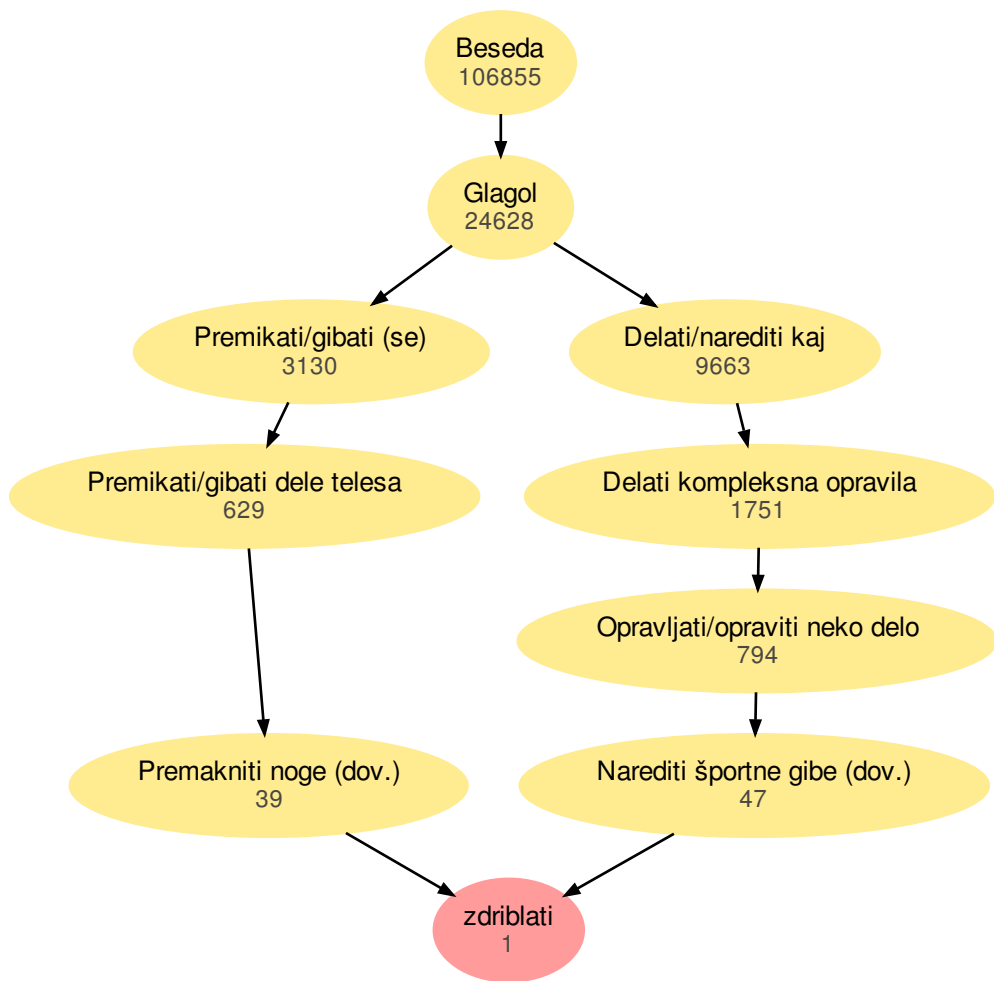 Beseda
106855
Glagol
24628
Premikati/gibati (se)
3130
Delati/narediti kaj
9663
Premikati/gibati dele telesa
629
Delati kompleksna opravila
1751
Opravljati/opraviti neko delo
794
Premakniti noge (dov.)
39
Narediti športne gibe (dov.)
47
zdriblati
1